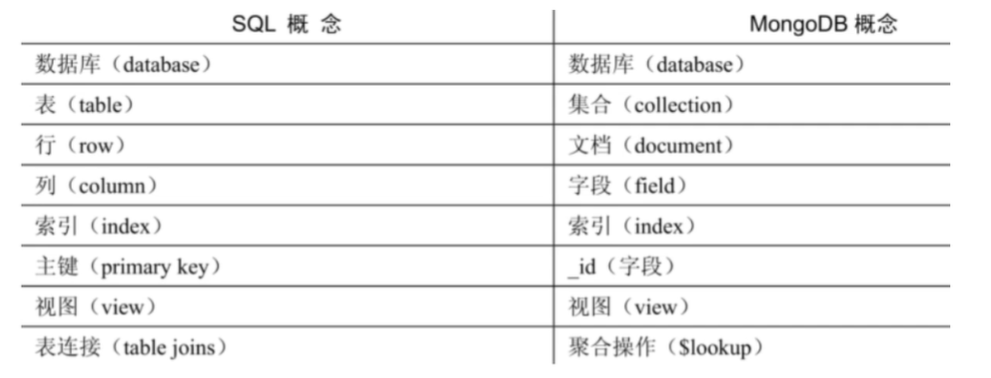 SQL 概 念 MongoDB 概念
数据库（database） 数据库（database）
表（table） 集合（collection）
行（row） 文档（document）
列（column） 字段（field）
索引（index） 索引（index）
主键（primary key） _id（字段）
视图（view） 视图（view）
表连接（table joins） 聚合操作（$lookup）